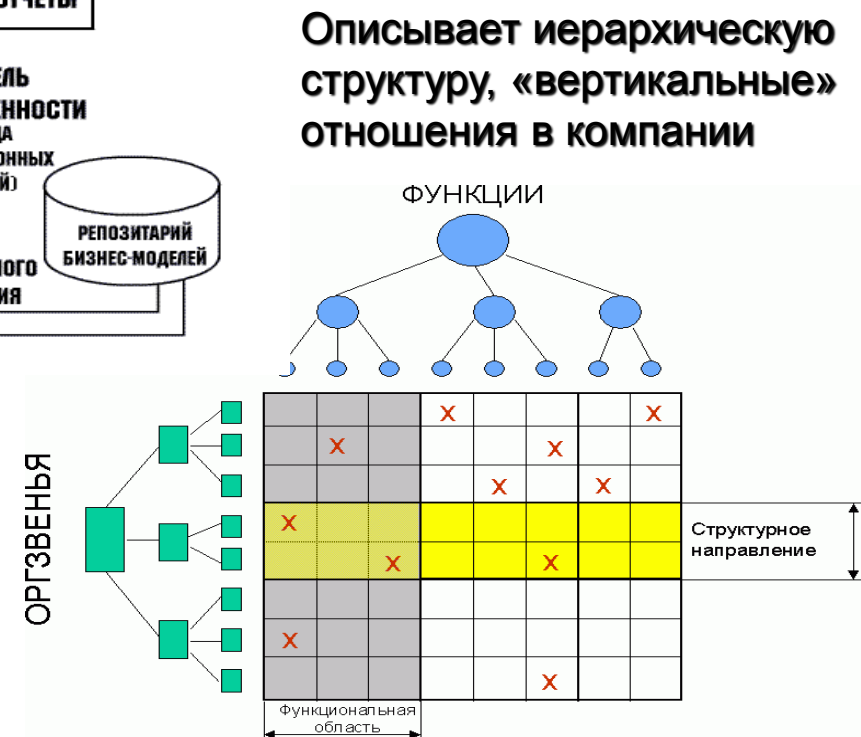 Описывает иерархическую
структуру, «вертикальные»
отношения в компании
РЕПОЗИТАРИЙ
БИЗНЕС-МОДЕЛЕЙ
ФУНКЦИИ
ОРГЗВЕНЬЯ
X X
X X
X X
X
X X
X
X
Структурное
направление
Функциональная
область